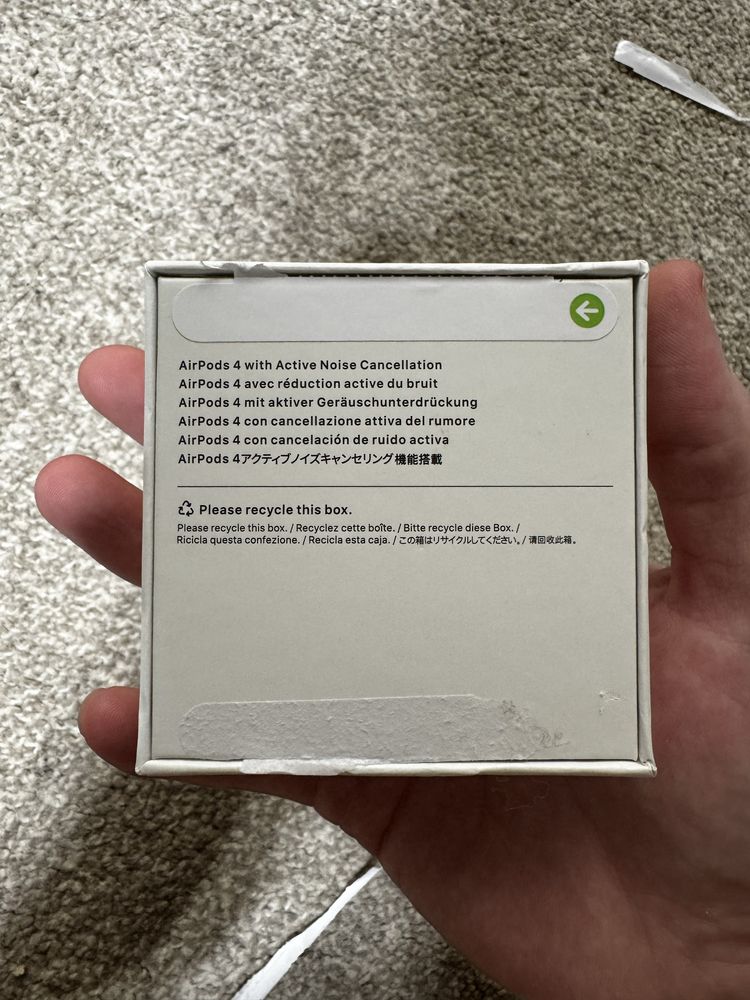 AirPods 4 with Active Noise Cancellation
AirPods 4 avec réduction active du bruit
AirPods 4 mit aktiver Geräuschunterdrückung
AirPods 4 con cancellazione attiva del rumore
AirPods 4 con cancelación de ruido activa
AirPods 4アクティブノイズキャンセリング機能搭載
Please recycle this box.
Please recycle this box. / Recyclez cette boîte. / Bitte recycle diese Box. /
Ricicla questa confezione. / Recicla esta caja. / この箱はリサイクルしてください。/ 请回收此箱。